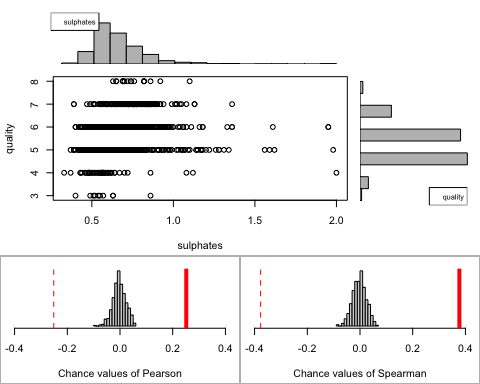 sulphates
8
7
6
5
4
3
quality
0.5 1.0 1.5 2.0
sulphates
quality
-0.4 -0.2 0.0 0.2 0.4
Chance values of Pearson
-0.4 -0.2 0.0 0.2 0.4
Chance values of Spearman